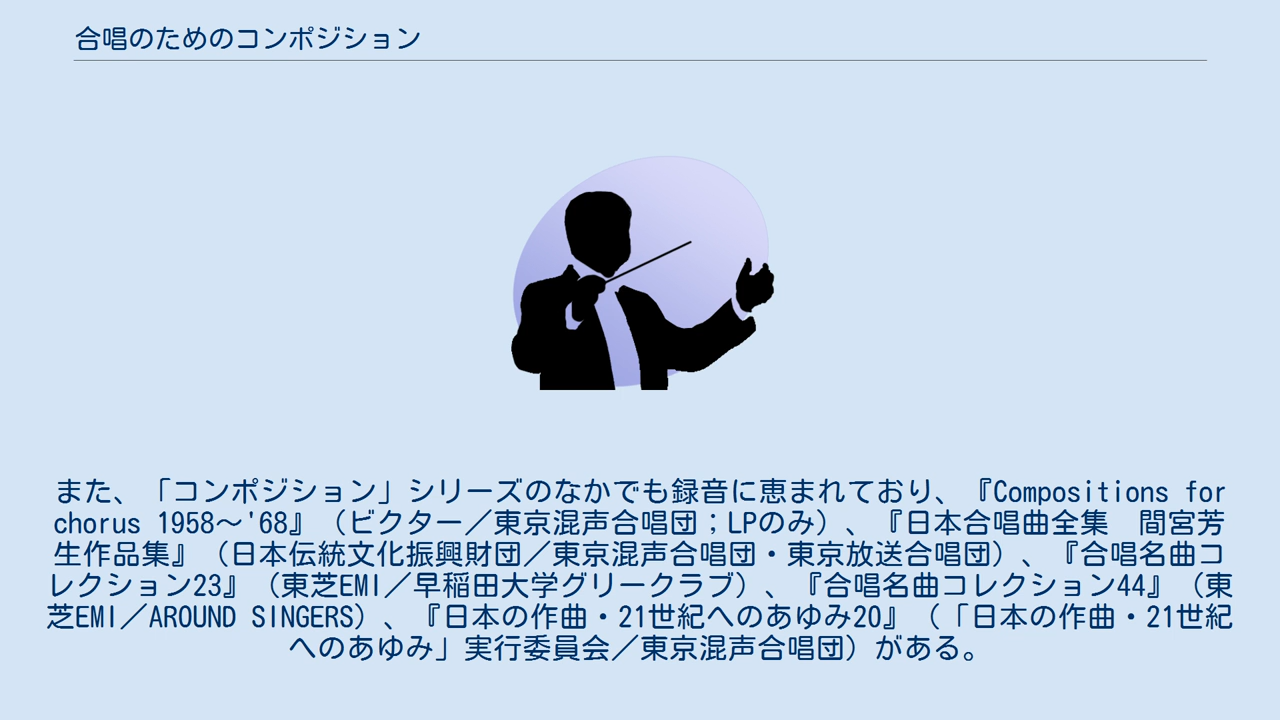 合唱のためのコンポジション
また、「コンポジション」シリーズのなかでも録音に恵まれており、『Compositions for
chorus 1958〜'68』（ビクター／東京混声合唱団；LPのみ）、『日本合唱曲全集　間宮芳
生作品集』（日本伝統文化振興財団／東京混声合唱団・東京放送合唱団）、『合唱名曲コ
レクション23』（東芝EMI／早稲田大学グリークラブ）、『合唱名曲コレクション44』（東
芝EMI／AROUND SINGERS）、『日本の作曲・21世紀へのあゆみ20』（「日本の作曲・21世紀
へのあゆみ」実行委員会／東京混声合唱団）がある。